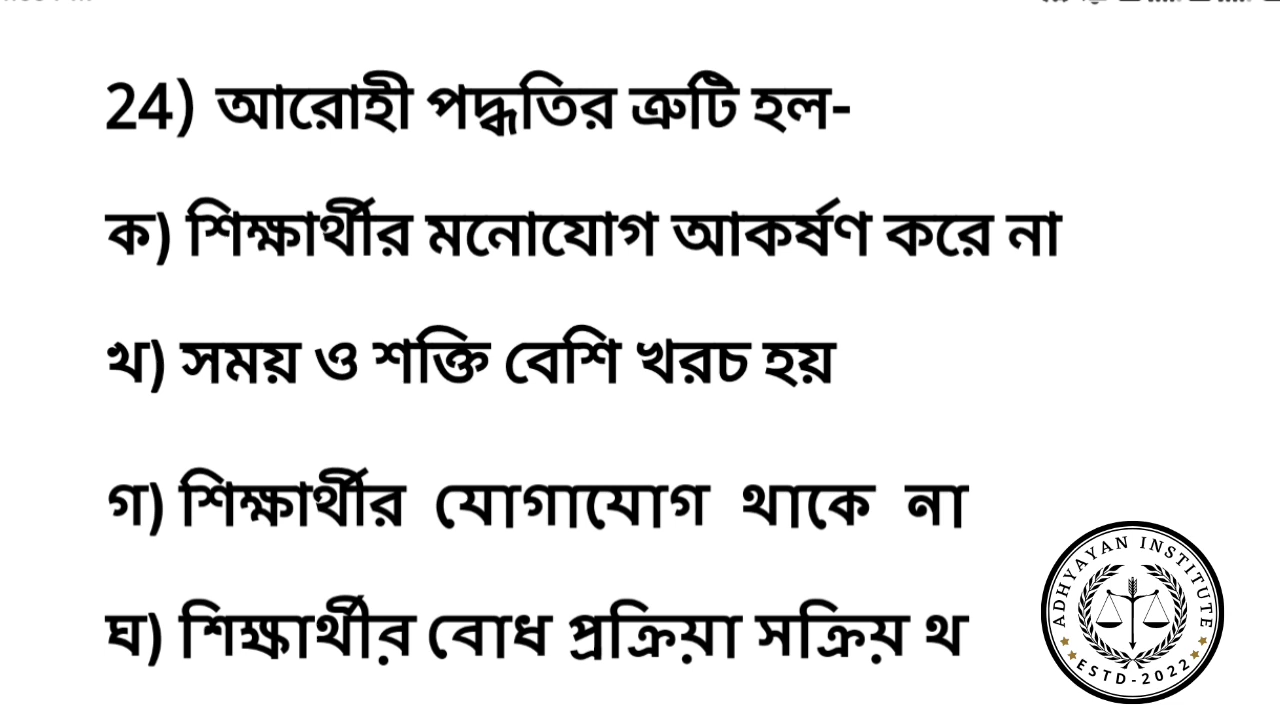 24) আরোহী পদ্ধতির ত্রুটি হল-
ক) শিক্ষার্থীর মনোযোগ আকর্ষণ করে না
খ) সময় ও শক্তি বেশি খরচ হয়
গ) শিক্ষার্থীর যোগাযোগ থাকে না
ঘ) শিক্ষার্থীর বোধ প্রক্রিয়া সক্রিয় থ
ADHYAYAN INSTITUTE
ESTD-2022